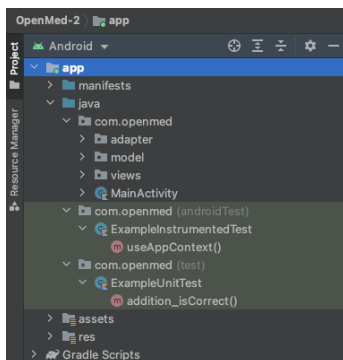 OpenMed-2 app
Android
Project
Resource Manager
app
manifests
java
com.openmed
adapter
model
views
MainActivity
com.openmed (androidTest)
ExampleInstrumentedTest
useAppContext()
com.openmed (test)
ExampleUnitTest
addition_isCorrect()
assets
res
Gradle Scripts